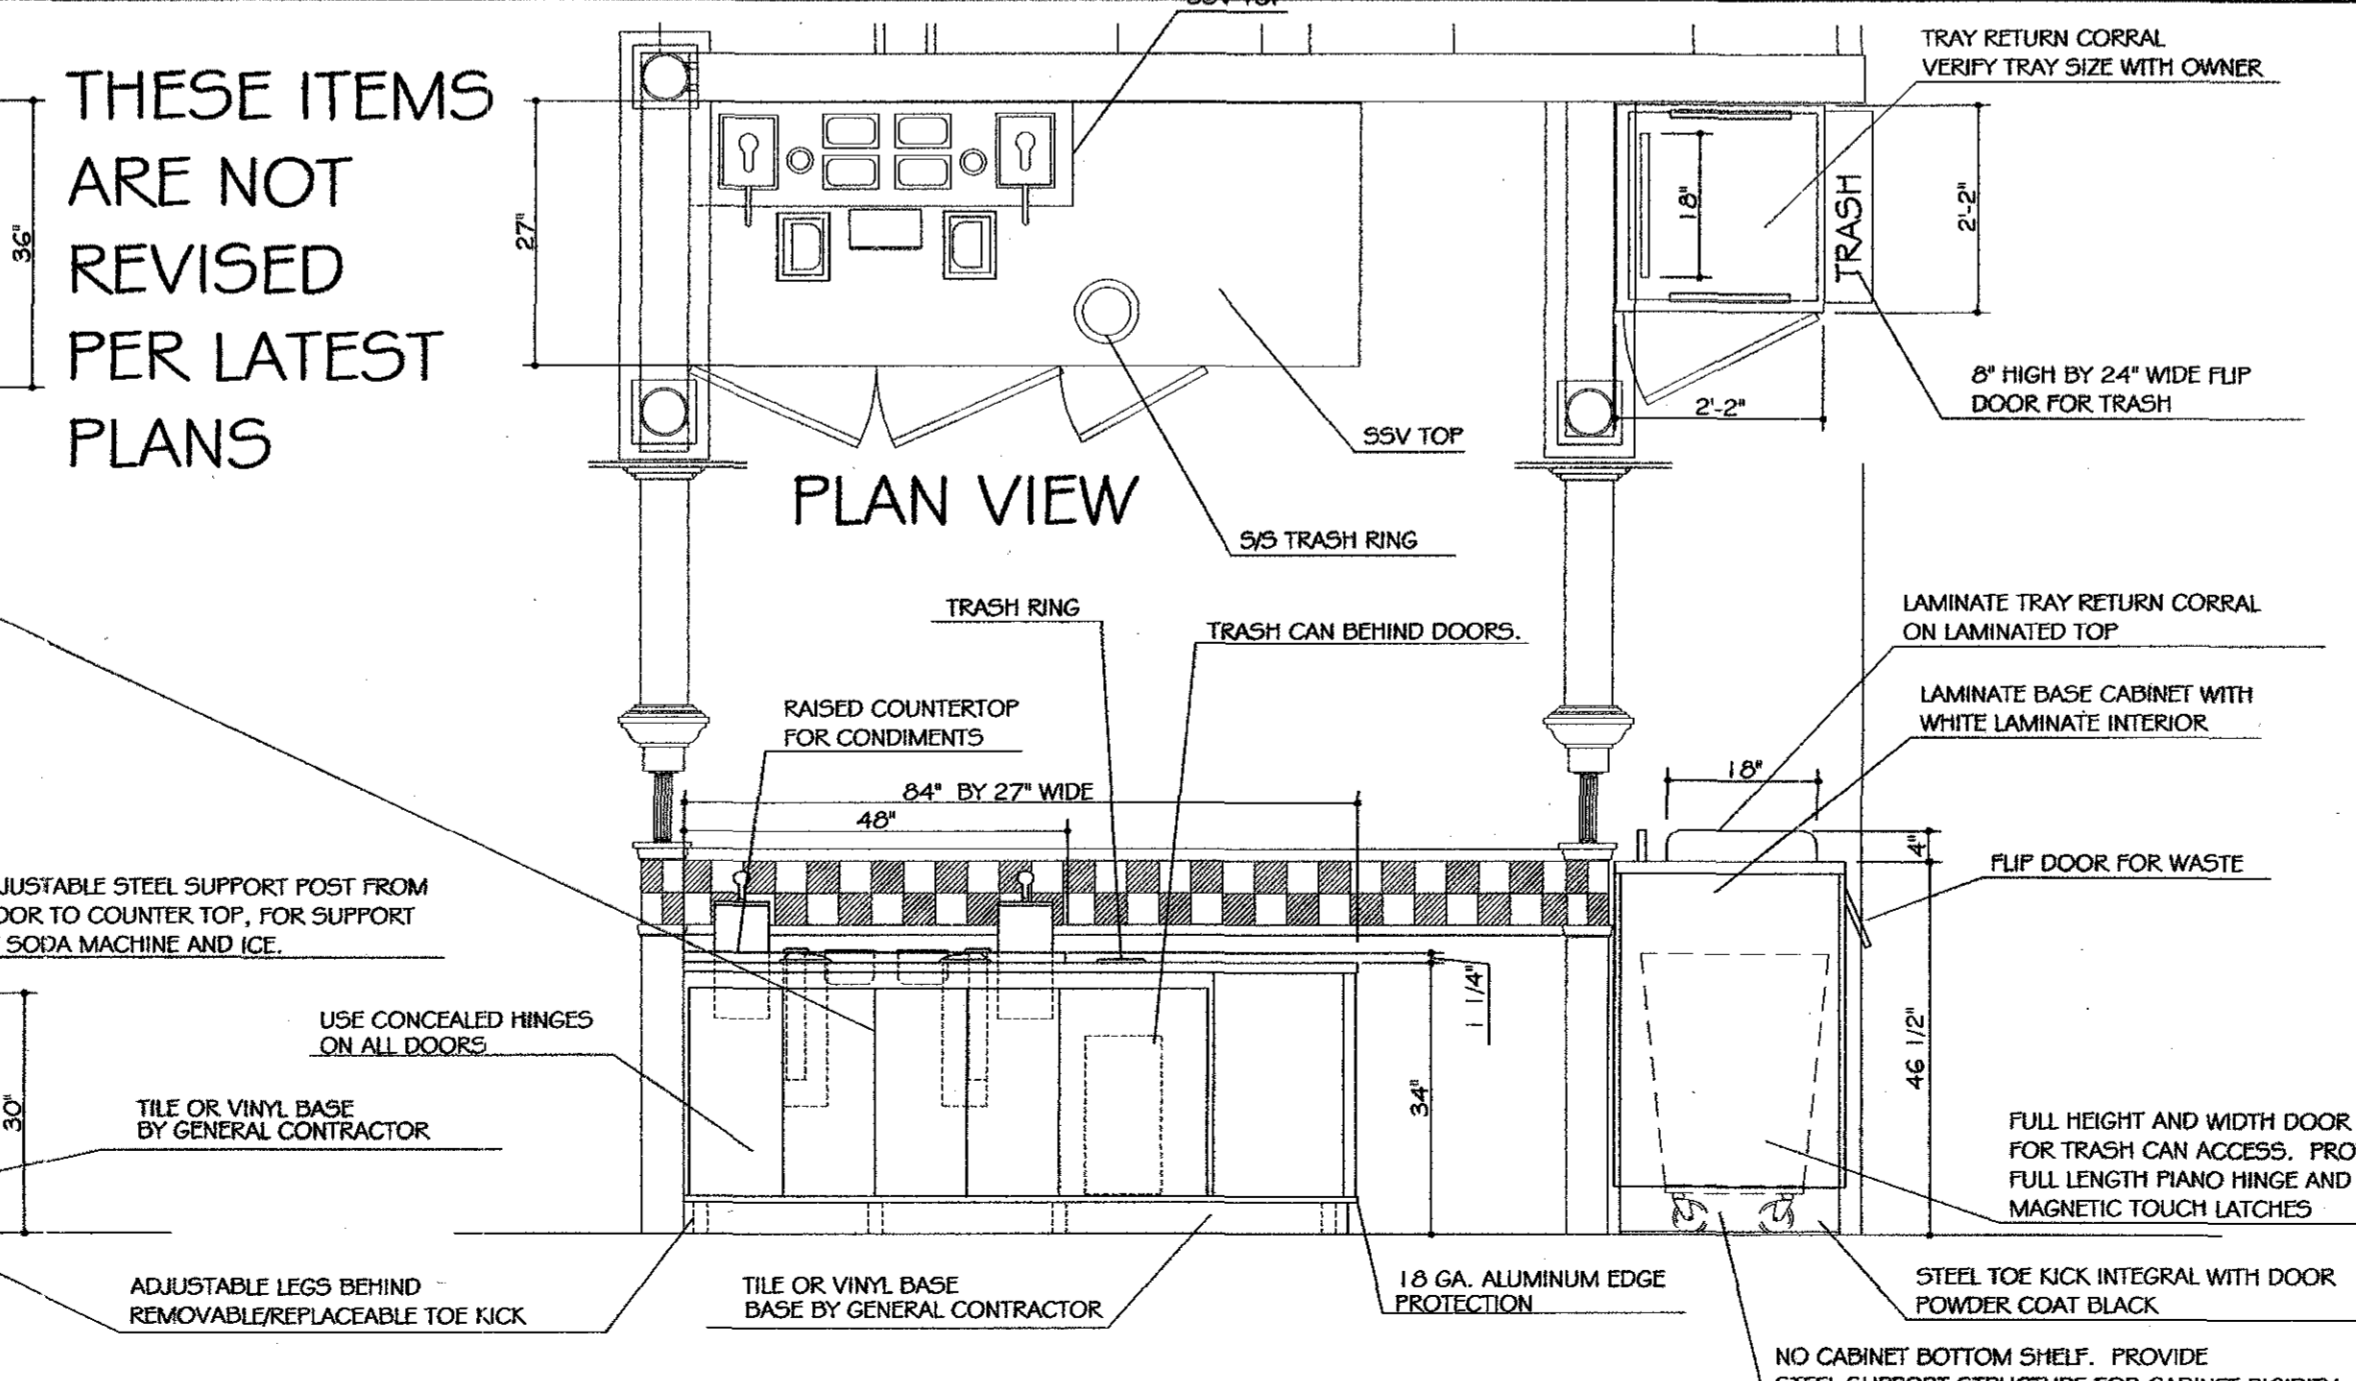 SSV TOP
THESE ITEMS
ARE NOT
REVISED
PER LATEST
PLANS
36"
27"
TRAY RETURN CORRAL
VERIFY TRAY SIZE WITH OWNER
18"
TRASH
2'-2"
8" HIGH BY 24" WIDE FLIP
DOOR FOR TRASH
2'-2"
SSV TOP
PLAN VIEW
S/S TRASH RING
TRASH RING
TRASH CAN BEHIND DOORS.
LAMINATE TRAY RETURN CORRAL
ON LAMINATED TOP
RAISED COUNTERTOP
FOR CONDIMENTS
LAMINATE BASE CABINET WITH
WHITE LAMINATE INTERIOR
84" BY 27" WIDE
48"
18"
4"
FLIP DOOR FOR WASTE
JUSTABLE STEEL SUPPORT POST FROM
OOR TO COUNTER TOP, FOR SUPPORT
SODA MACHINE AND ICE.
USE CONCEALED HINGES
ON ALL DOORS
1 1/4"
34"
46 1/2"
30"
TILE OR VINYL BASE
BY GENERAL CONTRACTOR
FULL HEIGHT AND WIDTH DOOR
FOR TRASH CAN ACCESS. PRO
FULL LENGTH PIANO HINGE AND
MAGNETIC TOUCH LATCHES
ADJUSTABLE LEGS BEHIND
REMOVABLE/REPLACEABLE TOE KICK
TILE OR VINYL BASE
BASE BY GENERAL CONTRACTOR
18 GA. ALUMINUM EDGE
PROTECTION
STEEL TOE KICK INTEGRAL WITH DOOR
POWDER COAT BLACK
NO CABINET BOTTOM SHELF. PROVIDE
STEEL SUPPORT STRUCTURE FOR CABINET RIGIDITY